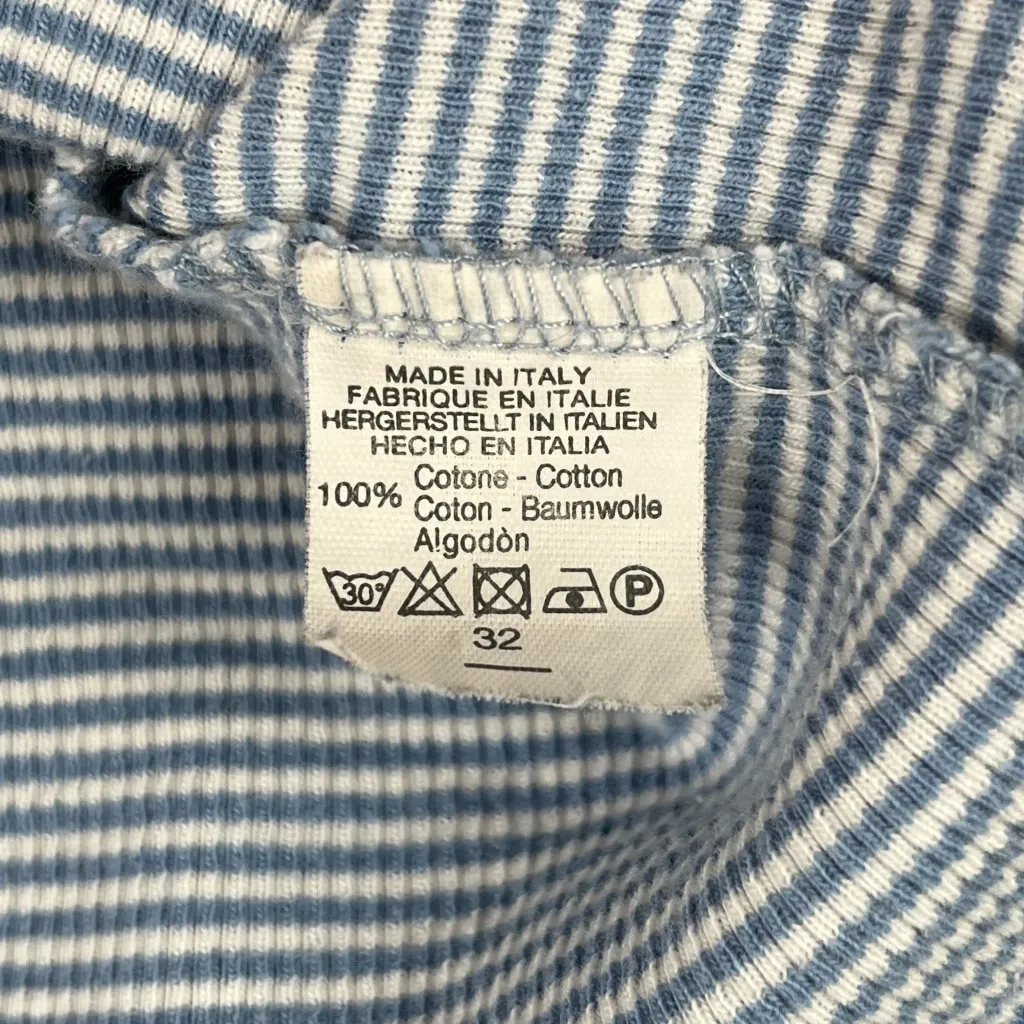 MADE IN ITALY
FABRIQUE EN ITALIE
HERGERSTELLT IN ITALIEN
HECHO EN ITALIA
100% Cotone - Cotton
Coton - Baumwolle
Algodòn
30°
P
32